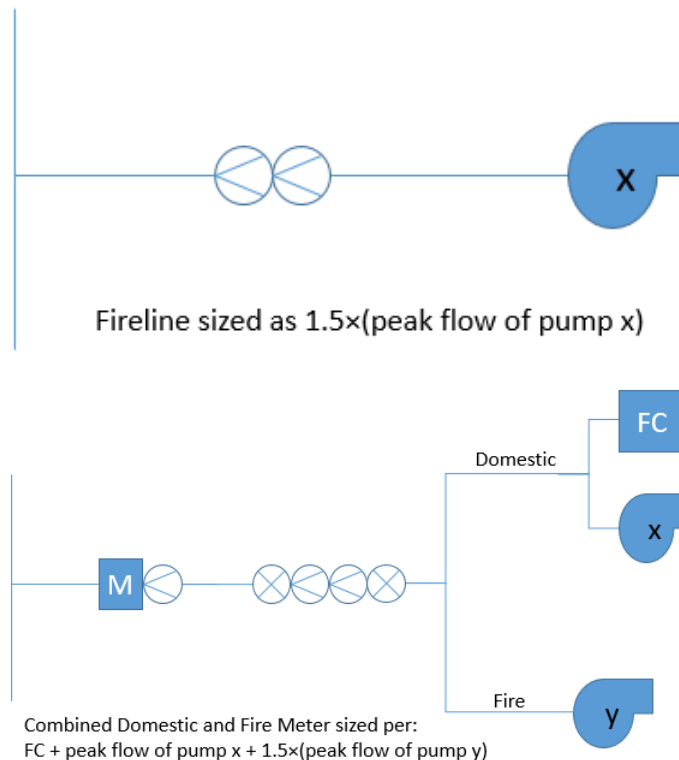 x
Fireline sized as 1.5×(peak flow of pump x)
FC
Domestic
x
M
Fire
y
Combined Domestic and Fire Meter sized per:
FC + peak flow of pump x + 1.5×(peak flow of pump y)